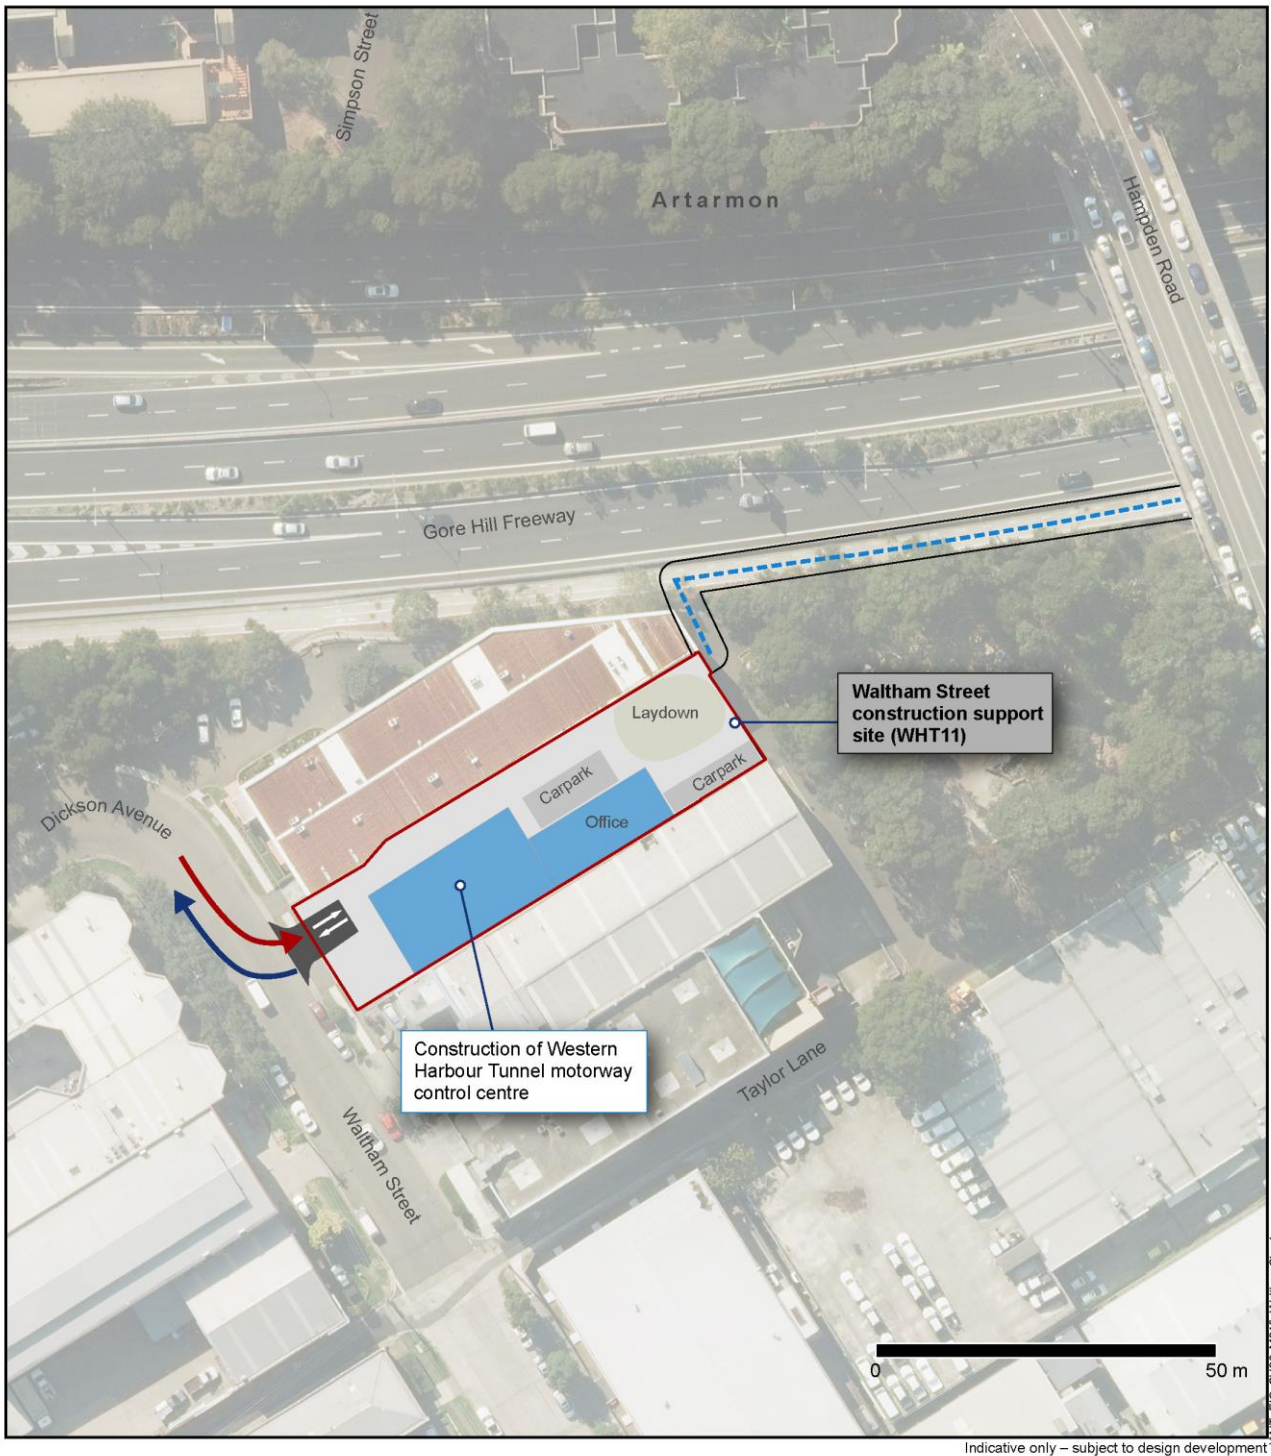 Simpson Street
Artarmon
Hampden Road
Gore Hill Freeway
Waltham Street
construction support
site (WHT11)
Laydown
Carpark
Carpark
Office
Dickson Avenue
Construction of Western
Harbour Tunnel motorway
control centre
Taylor Lane
Waltham Street
0
50 m
Indicative only – subject to design development